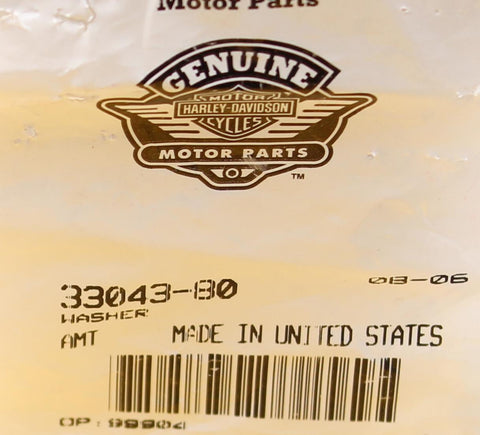 Motor Parts
GENUINE
MOTOR
HARLEY-DAVIDSON
CYCLES
MOTOR PARTS
TM
33043-80
08-06
WASHER
AMT MADE IN UNITED STATES
OP: 99904